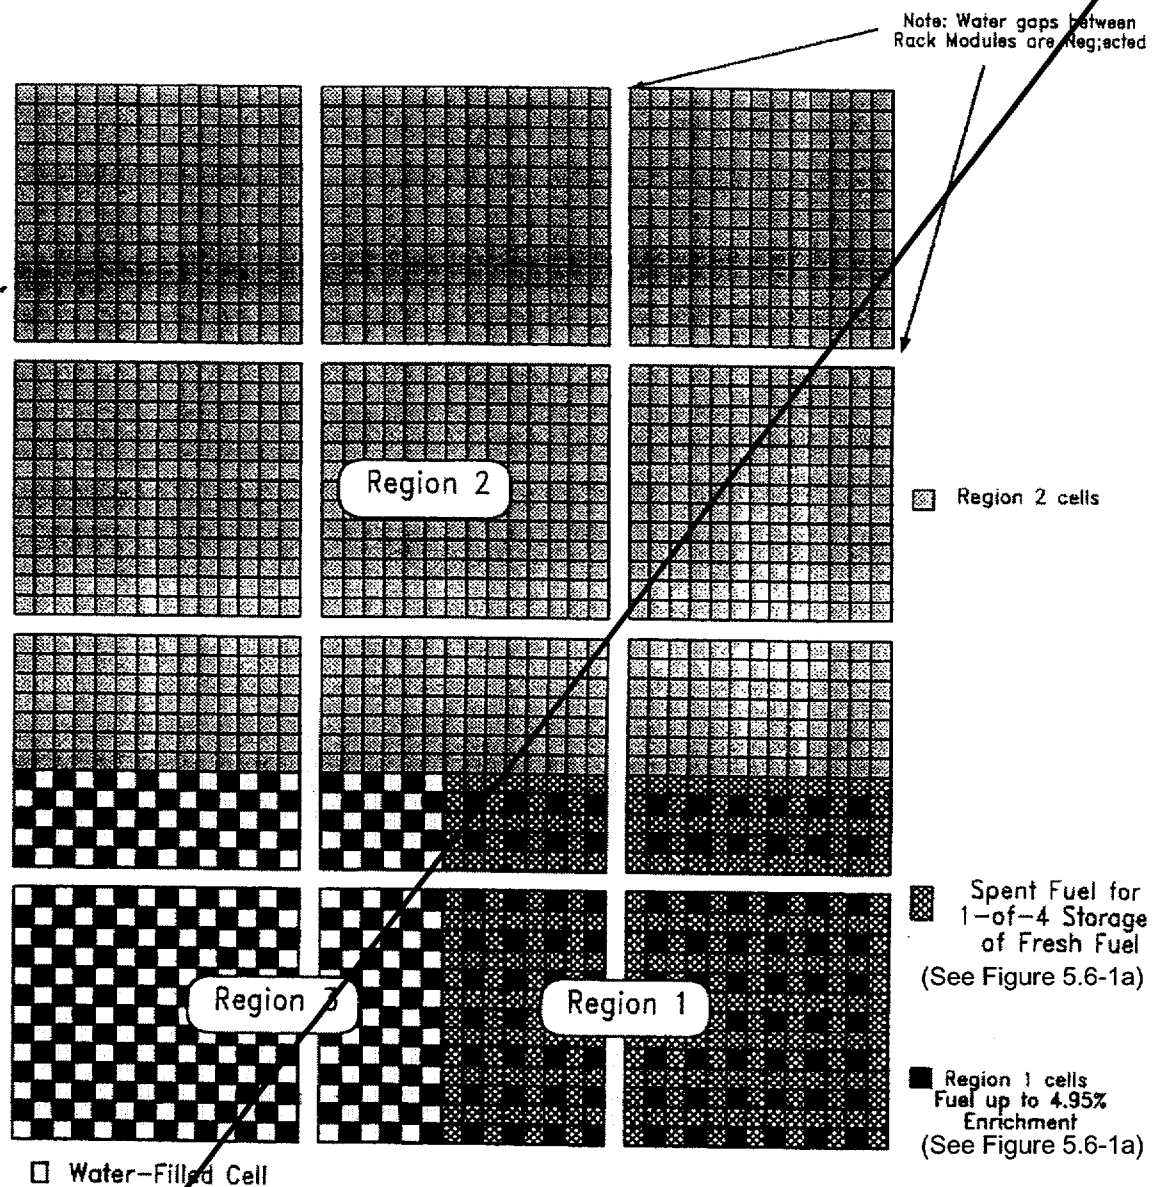 Note: Water gaps between
Rack Modules are Neg;ected
Region 2
Region 2 cells
Spent Fuel for
1-of-4 Storage
of Fresh Fuel
(See Figure 5.6-1a)
Region 3
Region 1
Region 1 cells
Fuel up to 4.95%
Enrichment
(See Figure 5.6-1a)
Water-Filled Cell